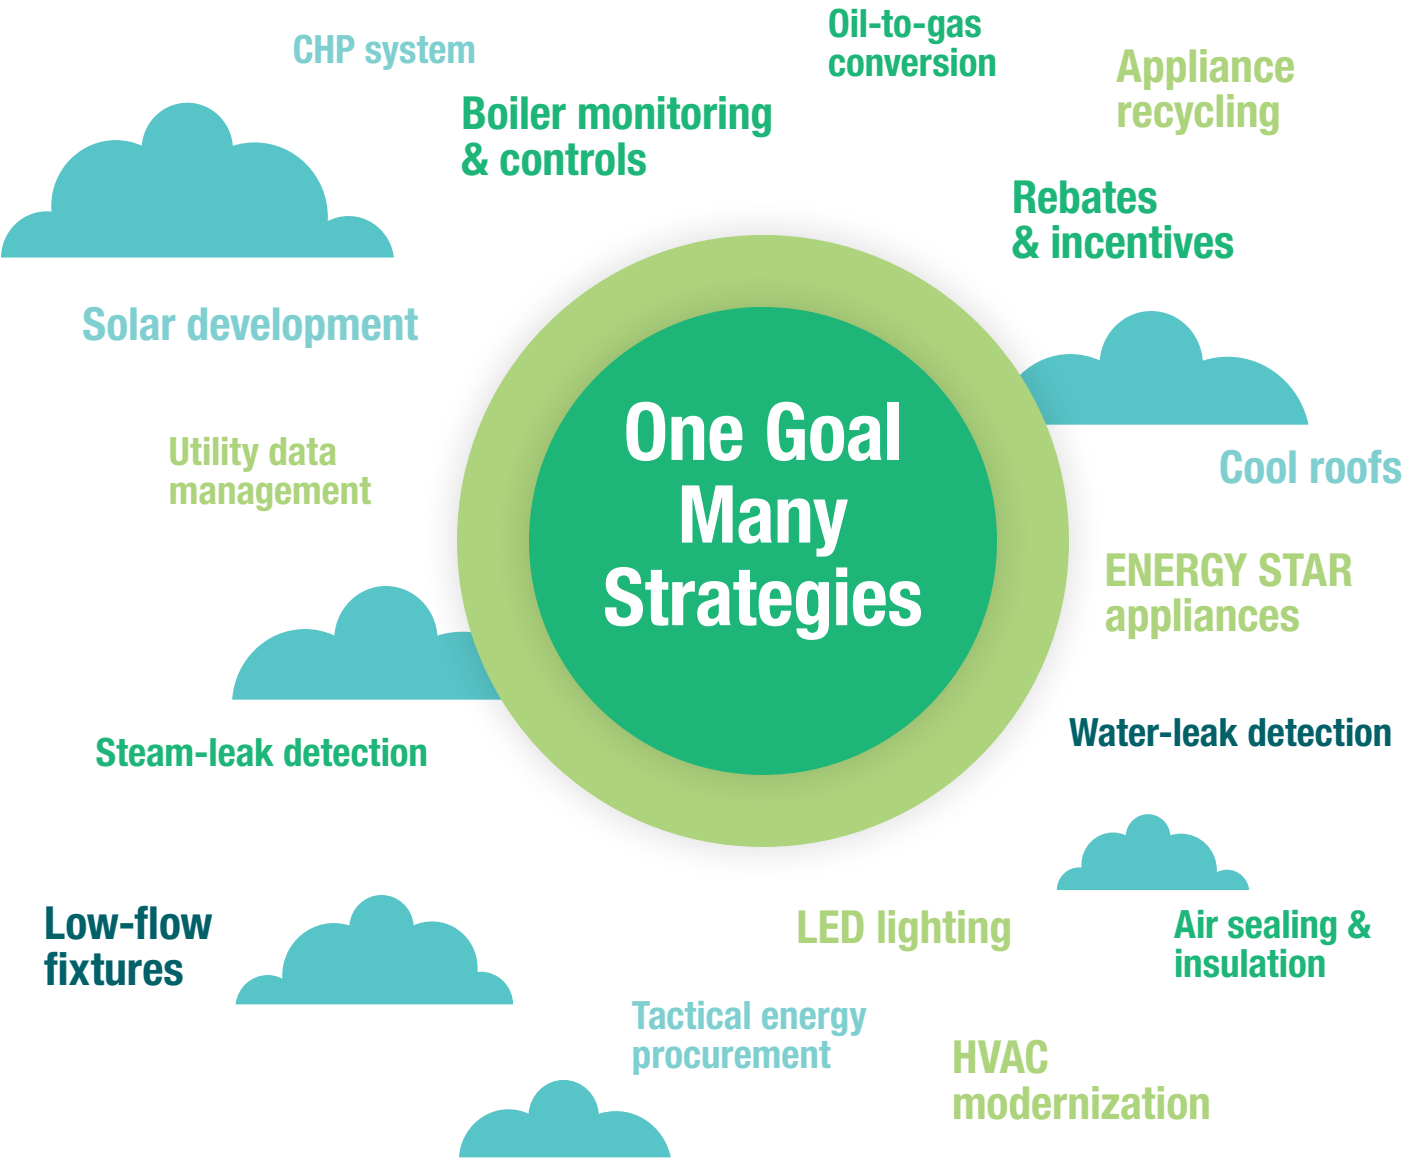 CHP system
Oil-to-gas
conversion
Appliance
recycling
Boiler monitoring
& controls
Rebates
& incentives
Solar development
One Goal
Many
Strategies
Utility data
management
Cool roofs
ENERGY STAR
appliances
Steam-leak detection
Water-leak detection
Low-flow
fixtures
LED lighting
Air sealing &
insulation
Tactical energy
procurement
HVAC
modernization